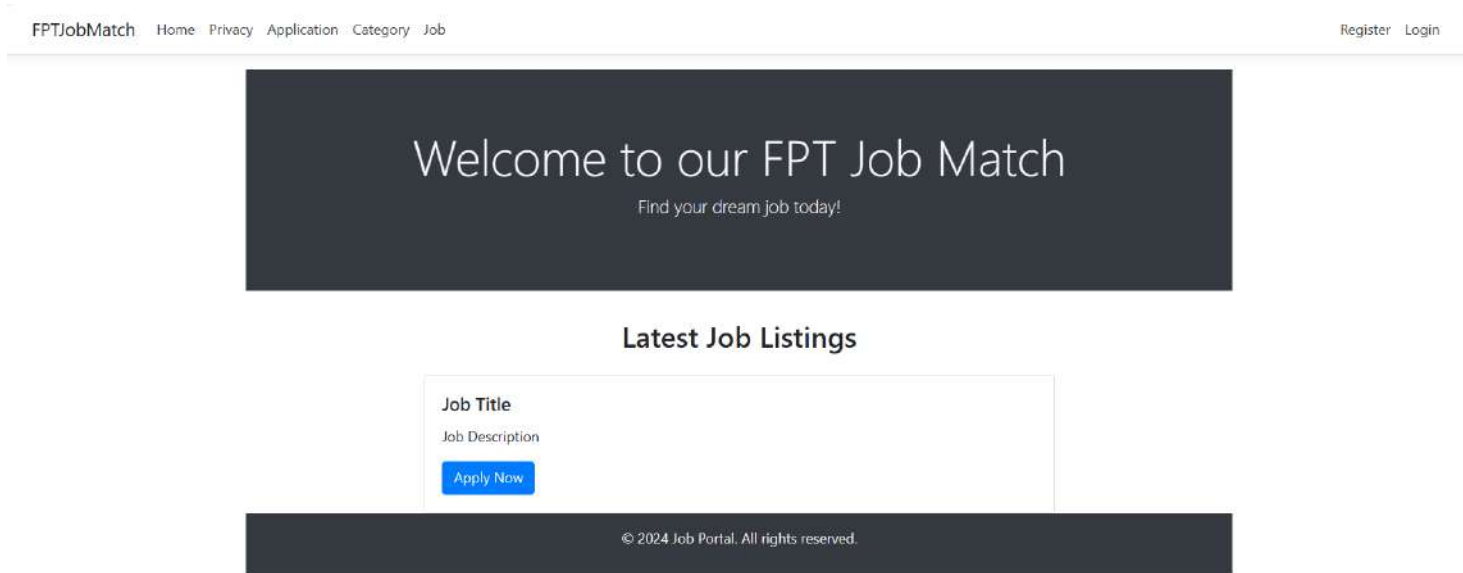 FPTJobMatch Home Privacy Application Category Job Register Login
Welcome to our FPT Job Match
Find your dream job today!
Latest Job Listings
Job Title
Job Description
Apply Now
© 2024 Job Portal. All rights reserved.